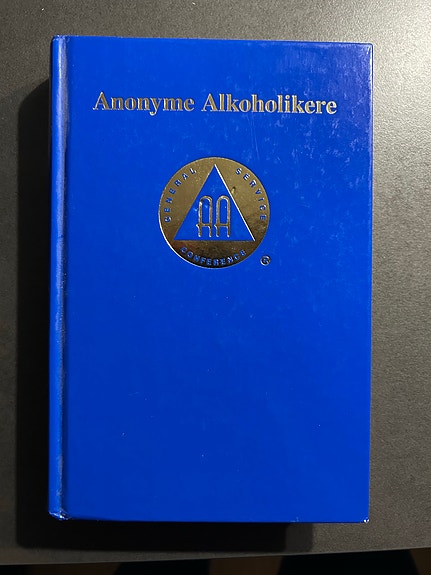 Anonyme Alkoholikere
GENERAL SERVICE
AA
CONFERENCE
®